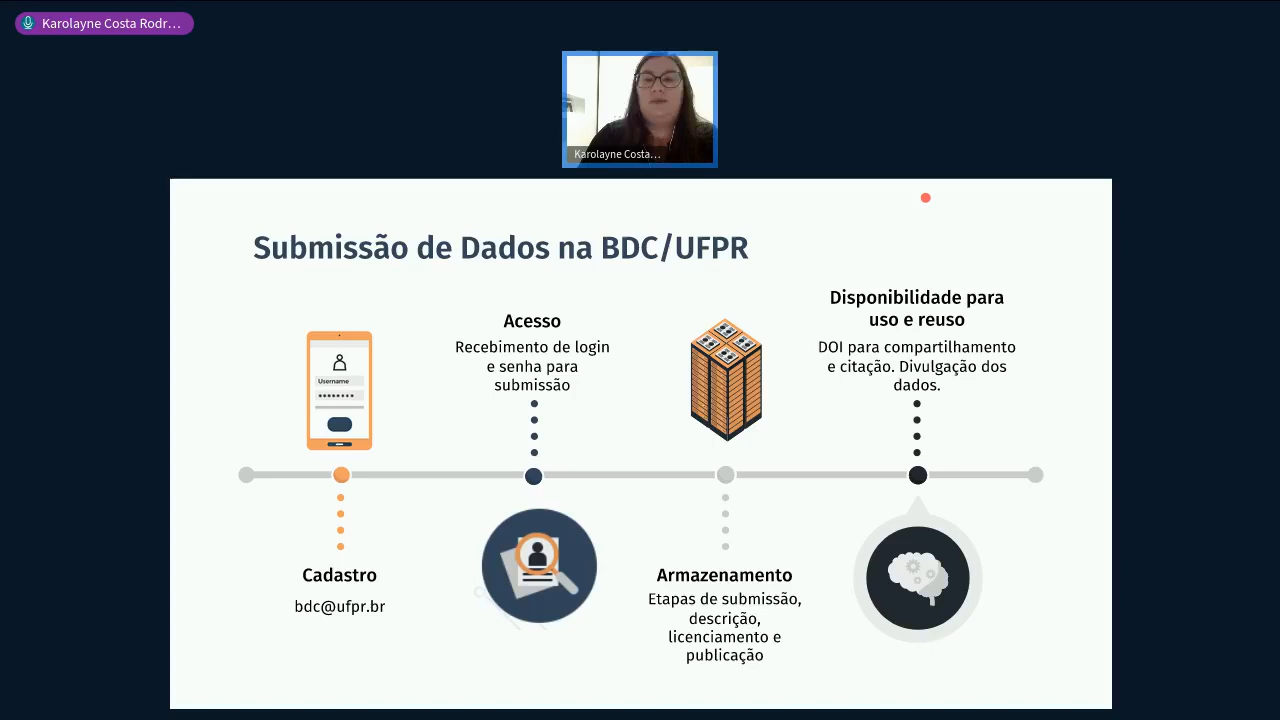 Karolayne Costa Rodr…
Karolayne Costa…
Submissão de Dados na BDC/UFPR
Username
Cadastro
bdc@ufpr.br
Acesso
Recebimento de login
e senha para
submissão
Armazenamento
Etapas de submissão,
descrição,
licenciamento e
publicação
Disponibilidade para
uso e reuso
DOI para compartilhamento
e citação. Divulgação dos
dados.